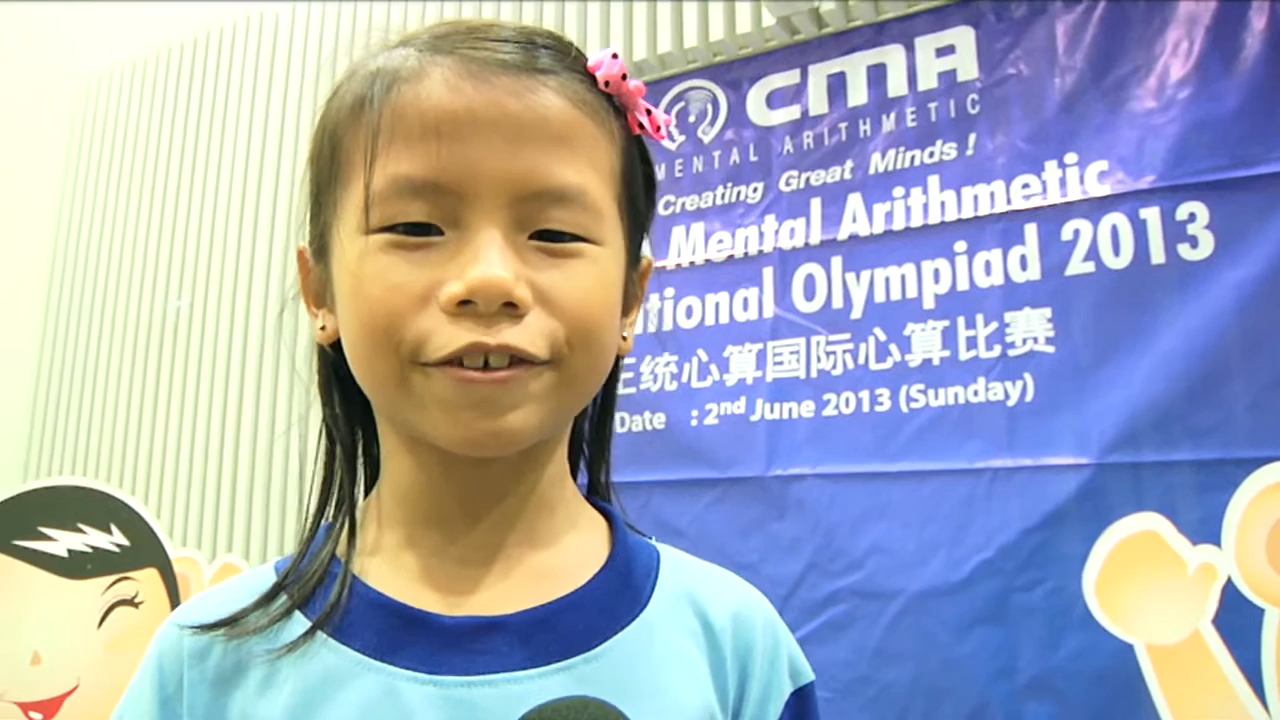 CMA
MENTAL ARITHMETIC
Creating Great Minds !
Mental Arithmetic
Olympiad 2013
统心算国际心算比赛
Date : 2nd June 2013 (Sunday)